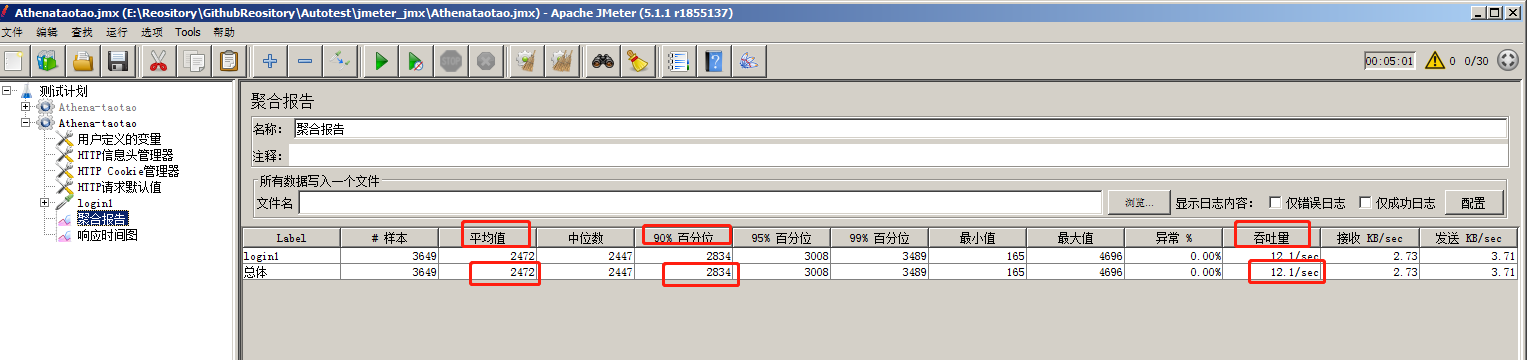 Athenataotao.jmx (E:\Reository\GithubReository\Autotest\jmeter_jmx\Athenataotao.jmx) - Apache JMeter (5.1.1 r1855137)
文件 编辑 查找 运行 选项 Tools 帮助
00:05:01 0 0/30
测试计划
Athena-taotao
Athena-taotao
用户定义的变量
HTTP信息头管理器
HTTP Cookie管理器
HTTP请求默认值
login1
聚合报告
响应时间图
聚合报告
名称： 聚合报告
注释：
所有数据写入一个文件
文件名 浏览... 显示日志内容： 仅错误日志 仅成功日志 配置
Label # 样本 平均值 中位数 90% 百分位 95% 百分位 99% 百分位 最小值 最大值 异常 % 吞吐量 接收 KB/sec 发送 KB/sec
login1 3649 2472 2447 2834 3008 3489 165 4696 0.00% 12.1/sec 2.73 3.71
总体 3649 2472 2447 2834 3008 3489 165 4696 0.00% 12.1/sec 2.73 3.71